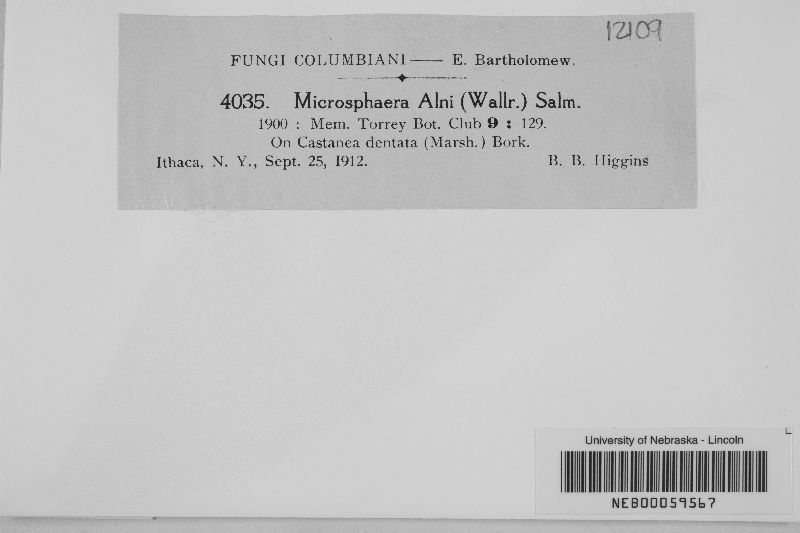 12109
FUNGI COLUMBIANI—— E. Bartholomew.
4035. Microsphaera Alni (Wallr.) Salm.
1900 : Mem. Torrey Bot. Club 9 : 129.
On Castanea dentata (Marsh.) Bork.
Ithaca, N. Y., Sept. 25, 1912. B. B. Higgins
University of Nebraska - Lincoln
NEB00059567